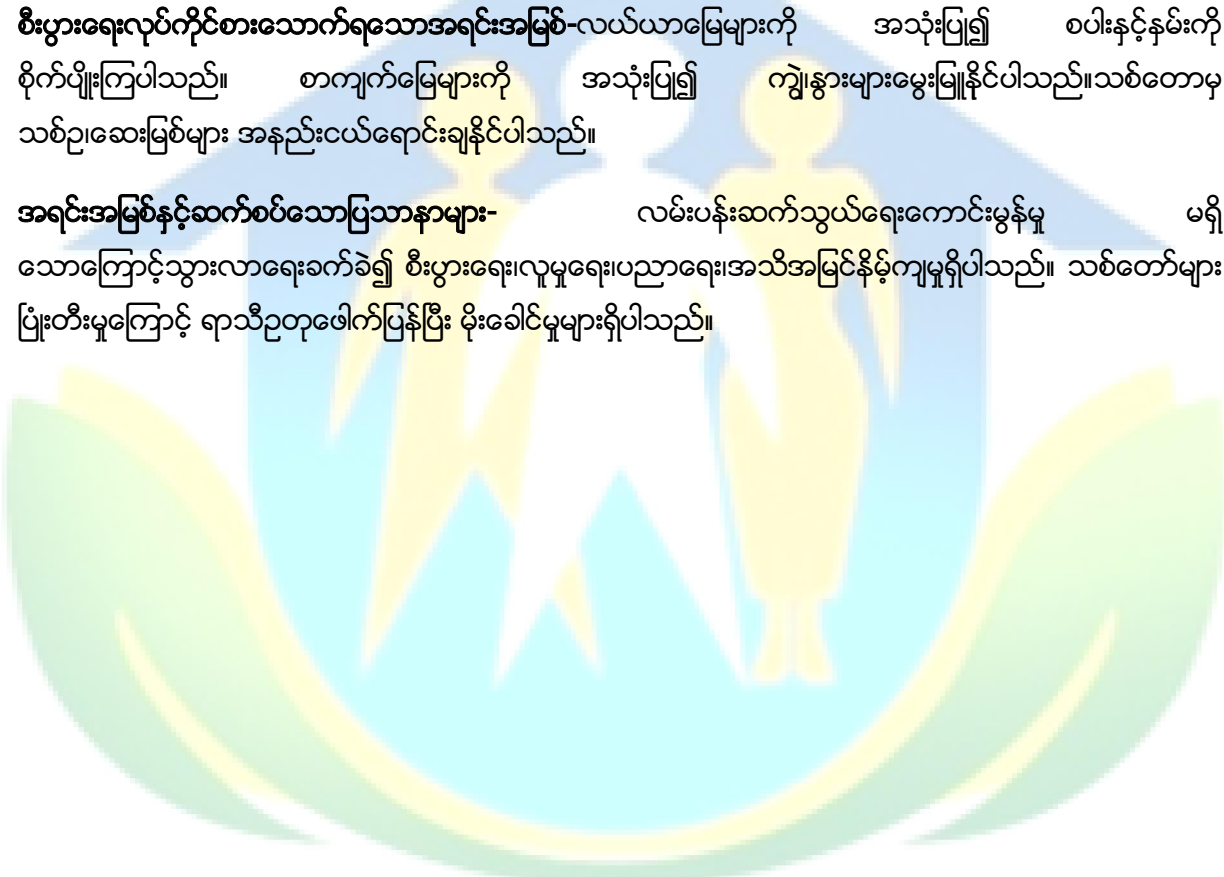 စီးပွားရေးလုပ်ကိုင်စားသောက်ရသောအရင်းအမြစ်-လယ်ယာမြေများကို အသုံးပြု၍ စပါးနှင့်နှမ်းကို
စိုက်ပျိုးကြပါသည်။ စာကျက်မြေများကို အသုံးပြု၍ ကျွဲ၊နွားများမွေးမြူနိုင်ပါသည်။သစ်တောမှ
သစ်ဥ၊ဆေးမြစ်များ အနည်းငယ်ရောင်းချနိုင်ပါသည်။
အရင်းအမြစ်နှင့်ဆက်စပ်သောပြသာနာများ- လမ်းပန်းဆက်သွယ်ရေးကောင်းမွန်မှု မရှိ
သောကြောင့်သွားလာရေးခက်ခဲ၍ စီးပွားရေး၊လူမှုရေး၊ပညာရေး၊အသိအမြင်နိမ့်ကျမှုရှိပါသည်။ သစ်တော်များ
ပြုံးတီးမှုကြောင့် ရာသီဥတုဖေါက်ပြန်ပြီး မိုးခေါင်မှုများရှိပါသည်။